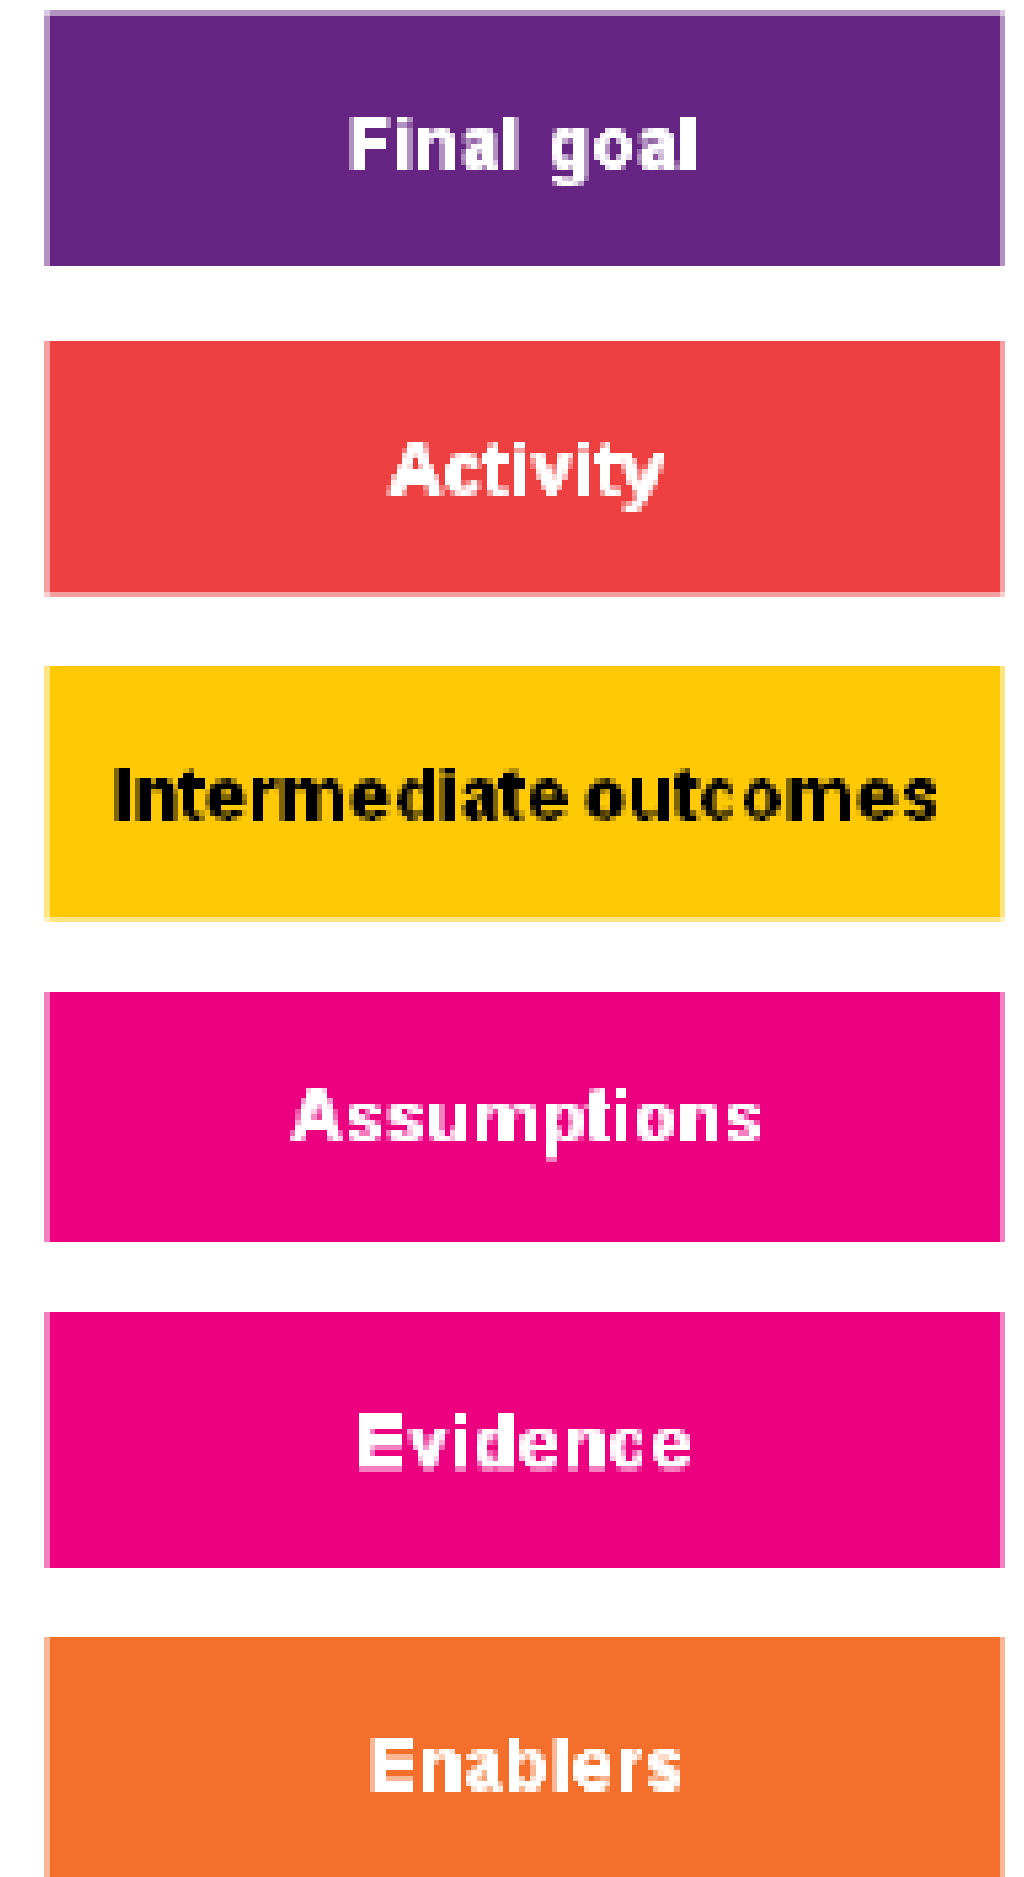 Final goal
Activity
Intermediate outcomes
Assumptions
Evidence
Enablers